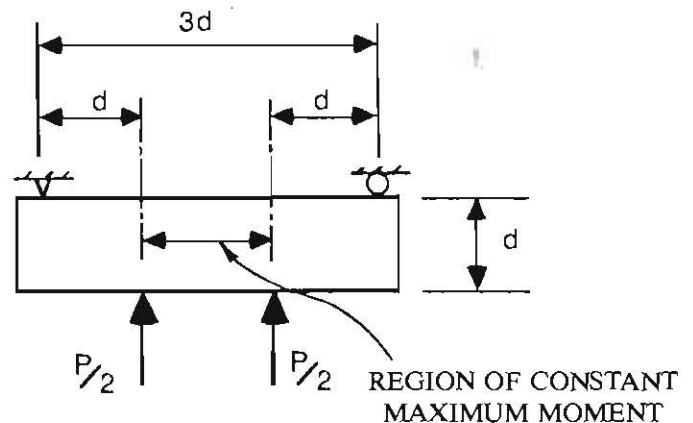 3d
d
d
d
P/2
P/2
REGION OF CONSTANT
MAXIMUM MOMENT